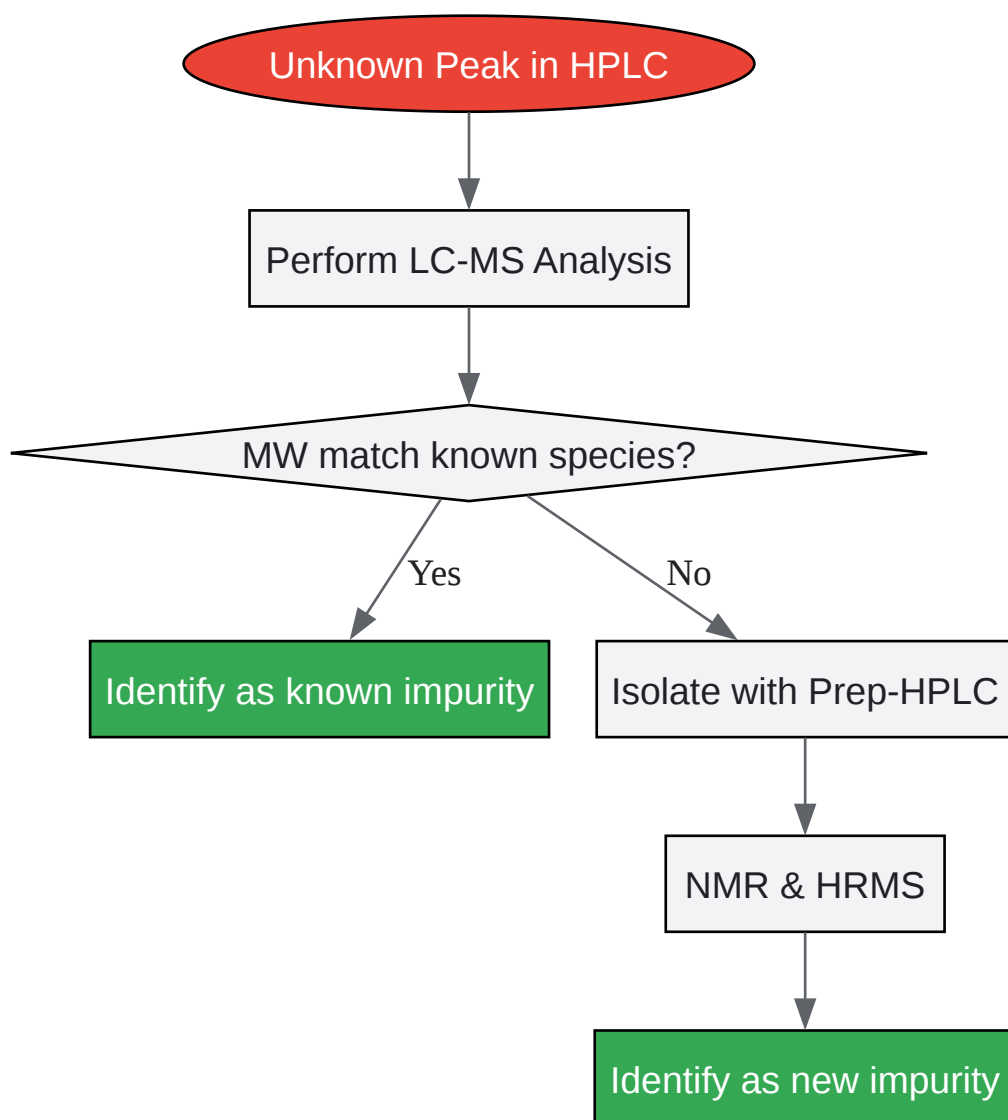 Unknown Peak in HPLC
Perform LC-MS Analysis
MW match known species?
Yes
No
Identify as known impurity
Isolate with Prep-HPLC
NMR & HRMS
Identify as new impurity